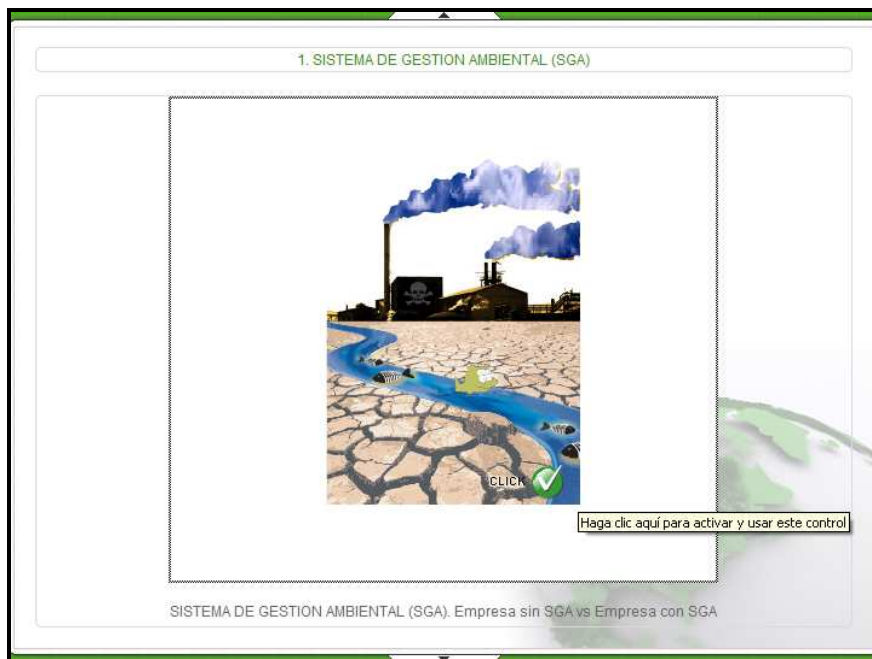 1. SISTEMA DE GESTION AMBIENTAL (SGA)
CLICK
Haga clic aquí para activar y usar este control
SISTEMA DE GESTION AMBIENTAL (SGA). Empresa sin SGA vs Empresa con SGA